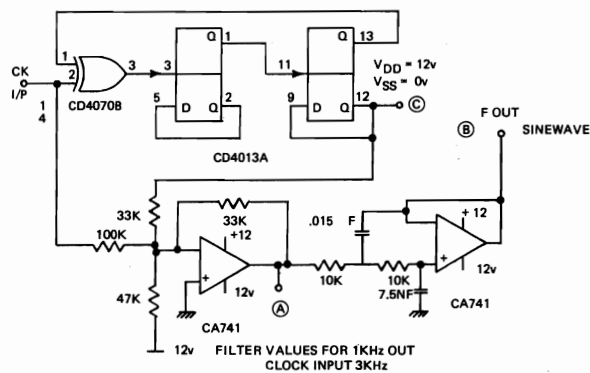 Q 1
Q 13
1
2
3
3
11
V_DD = 12v
V_SS = 0v
CK
I/P
CD4070B
1
4
5 D Q 2
9 D Q 12
C
CD4013A
B
F OUT
SINEWAVE
33K
33K
.015 F
+12
+12
100K
+
+
12v
12v
10K
10K
47K
A
7.5NF
CA741
CA741
12v
FILTER VALUES FOR 1KHz OUT
CLOCK INPUT 3KHz